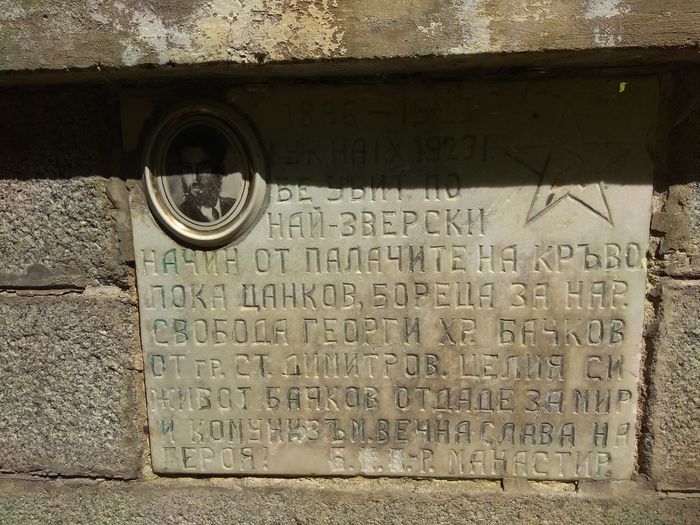 1896 – 1923
ТУК НА IX. 1923 Г.
БЕ УБИТ ПО
НАЙ-ЗВЕРСКИ
НАЧИН ОТ ПАЛАЧИТЕ НА КРЪВО
ЛОКА ЦАНКОВ, БОРЕЦА ЗА НАР.
СВОБОДА ГЕОРГИ ХР. БАЧКОВ
ОТ ГР. СТ. ДИМИТРОВ. ЦЕЛИЯ СИ
ЖИВОТ БАЧКОВ ОТДАДЕ ЗА МИР
И КОМУНИЗЪМ. ВЕЧНА СЛАВА НА
ГЕРОЯ! Р. МАНАСТИР.